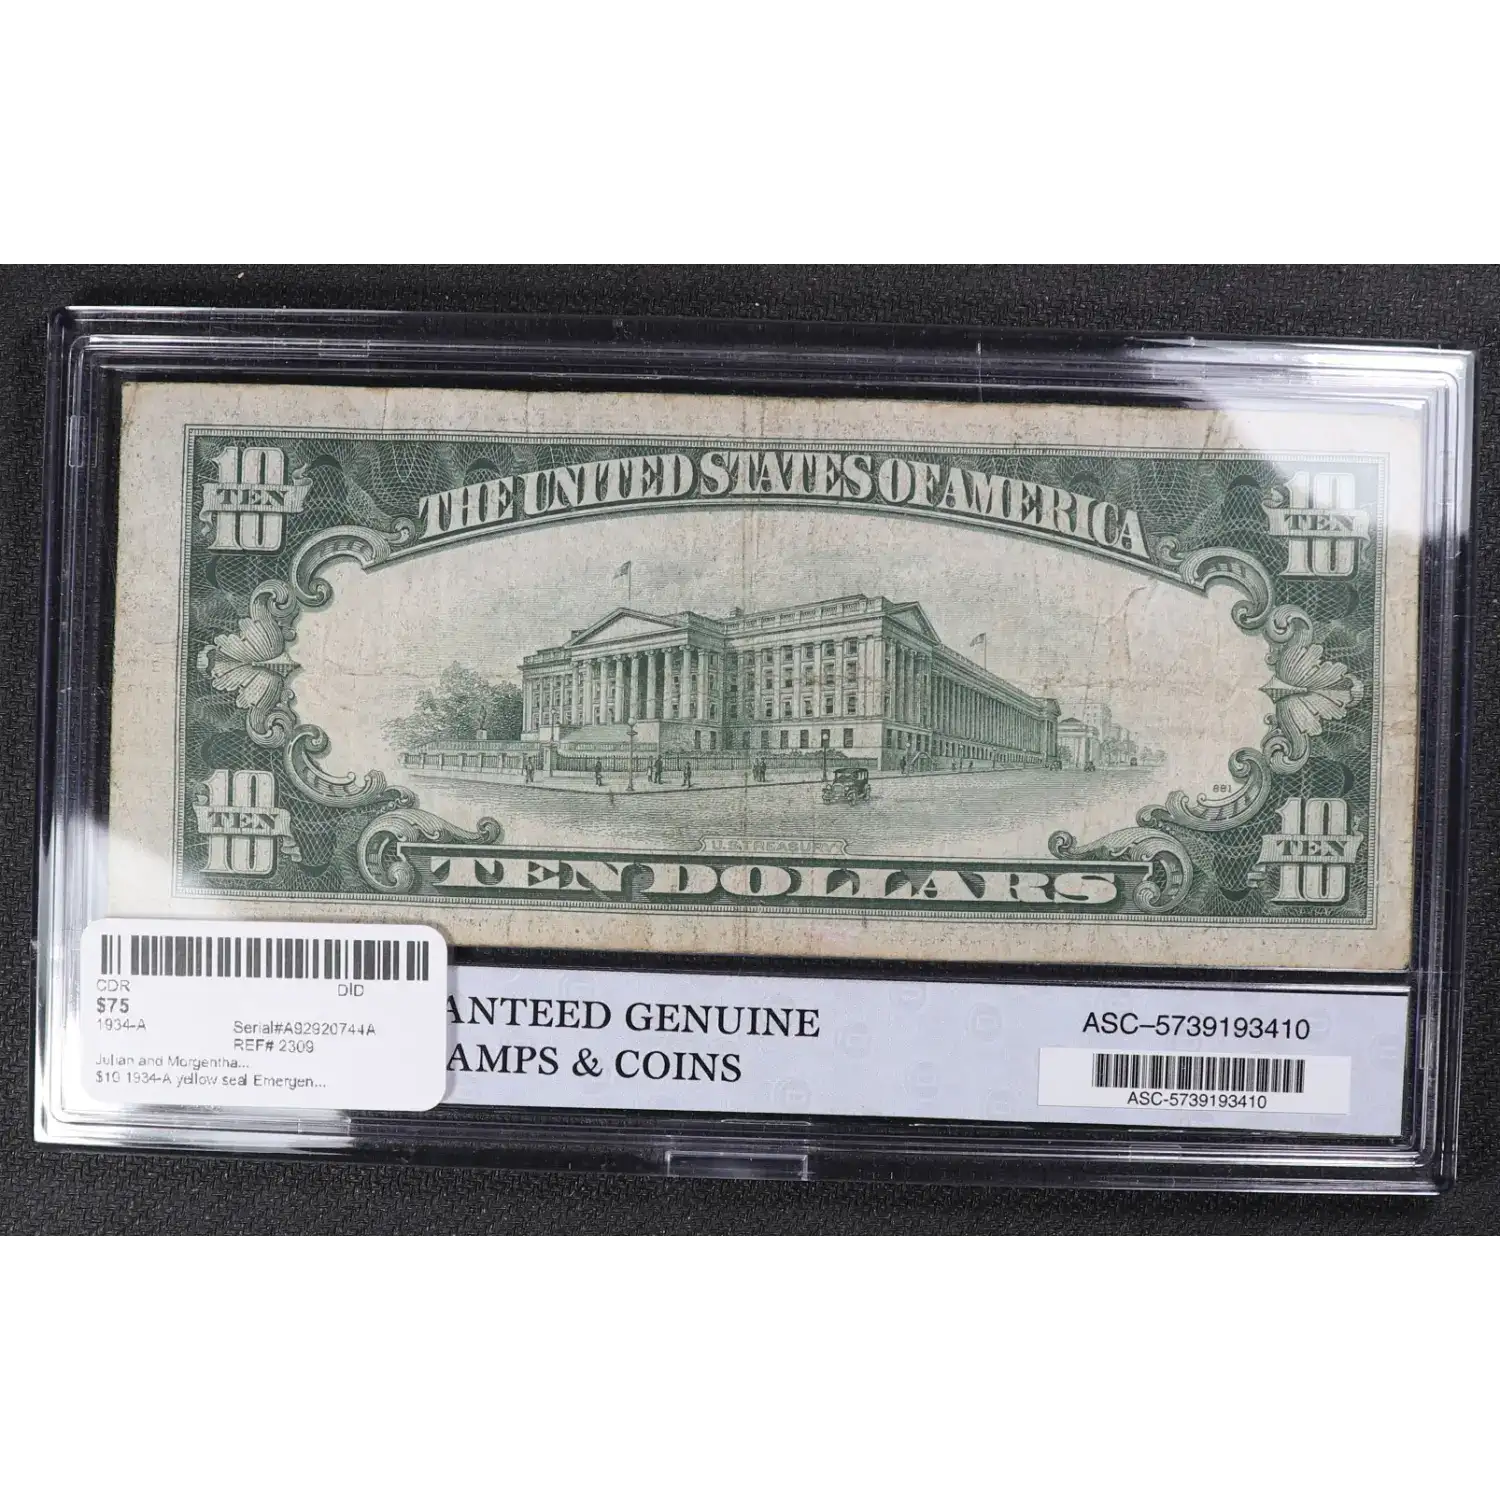 10 TEN 10
THE UNITED STATES OF AMERICA
10 TEN 10
881
10 TEN 10
U.S. TREASURY
10 TEN 10
TEN DOLLARS
CDR
DID
$75
1934-A
Serial#A92920744A
REF# 2309
Julian and Morgentha...
$10 1934-A yellow seal Emergen...
ANTEED GENUINE
AMPS & COINS
ASC–5739193410
ASC-5739193410